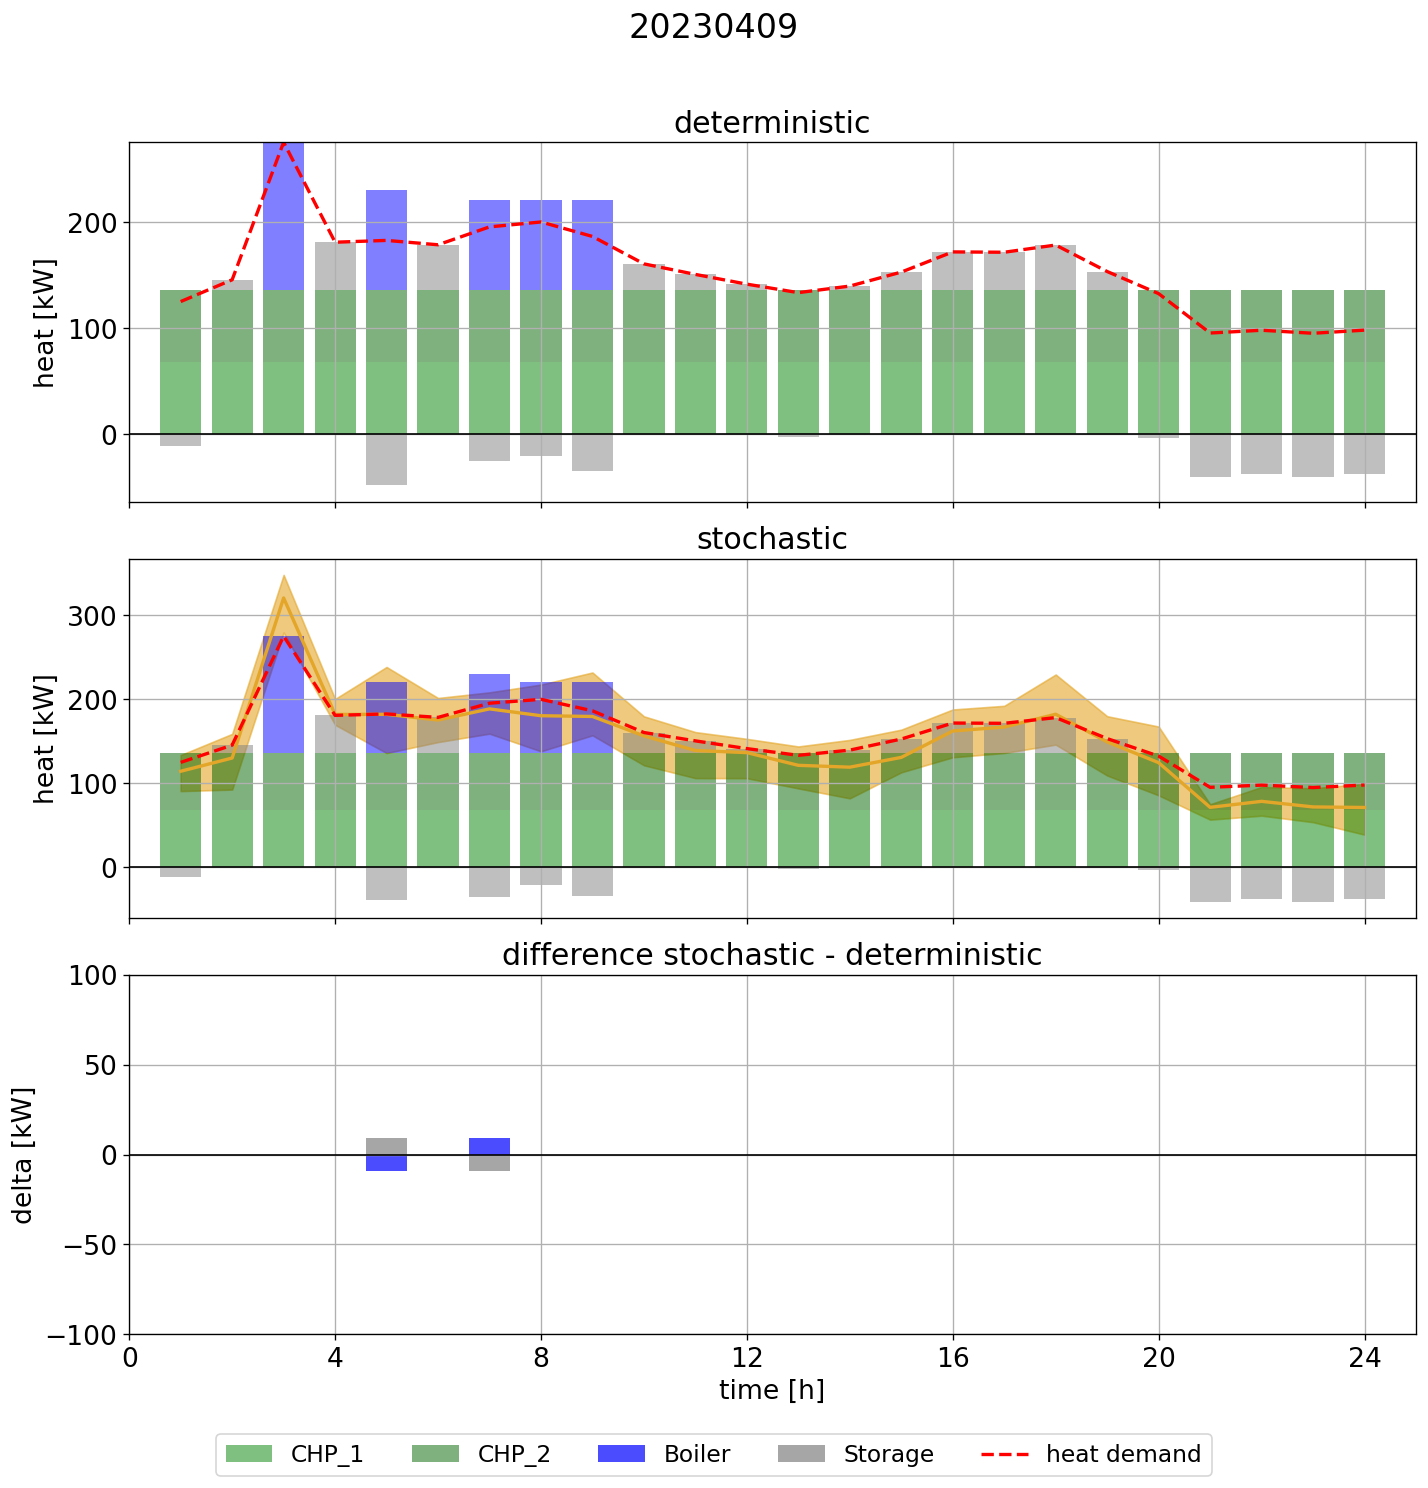 20230409
deterministic
200
100
0
heat [kW]
stochastic
300
200
100
0
heat [kW]
difference stochastic - deterministic
100
50
0
−50
−100
delta [kW]
0 4 8 12 16 20 24
time [h]
CHP_1 CHP_2 Boiler Storage heat demand